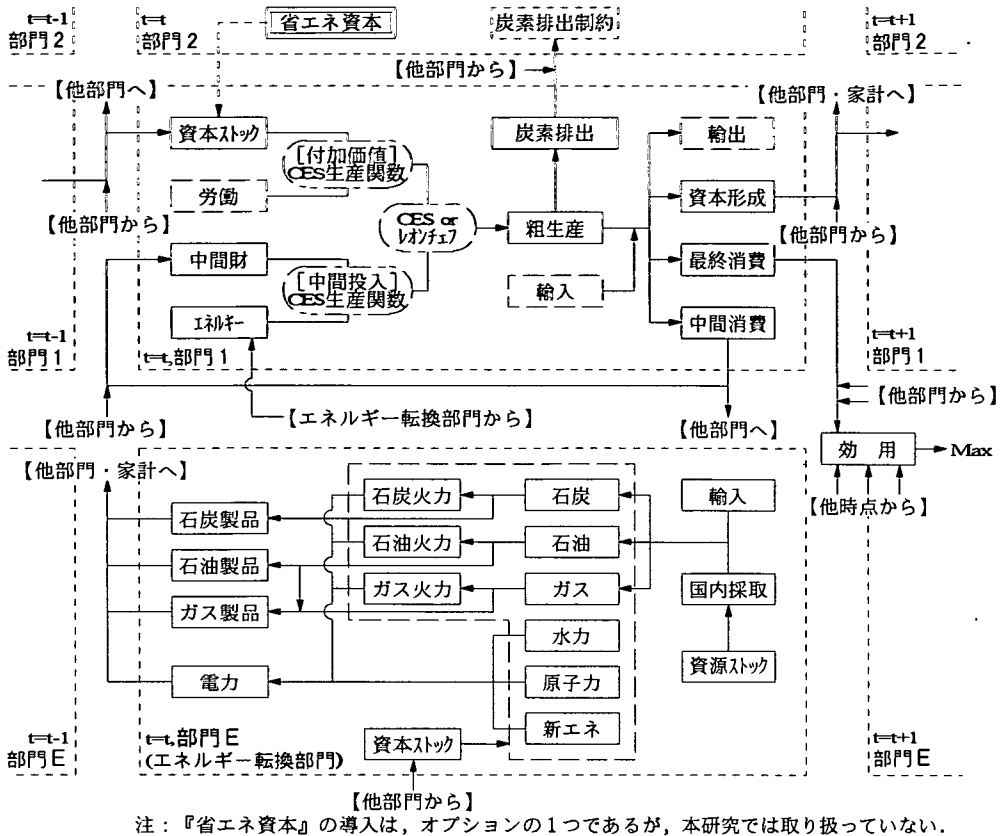 t=t-1
部門2
t=t
部門2
省エネ資本
炭素排出制約
t=t+1
部門2
【他部門から】
【他部門へ】
【他部門・家計へ】
資本ストック
[付加価値]
CES生産関数
炭素排出
輸出
労働
資本形成
【他部門から】
CES or
レオンチェフ
粗生産
【他部門から】
中間財
[中間投入]
CES生産関数
輸入
最終消費
エネルギー
中間消費
t=t-1
部門1
t=t,部門1
t=t+1
部門1
【他部門から】
【エネルギー転換部門から】
【他部門から】
【他部門へ】
効用
Max
【他部門・家計へ】
【他時点から】
石炭火力
石炭
輸入
石炭製品
石油火力
石油
石油製品
ガス火力
ガス
国内採取
ガス製品
水力
資源ストック
電力
原子力
新エネ
t=t-1
部門E
t=t,部門E
(エネルギー転換部門)
資本ストック
t=t+1
部門E
【他部門から】
注：『省エネ資本』の導入は，オプションの1つであるが，本研究では取り扱っていない．